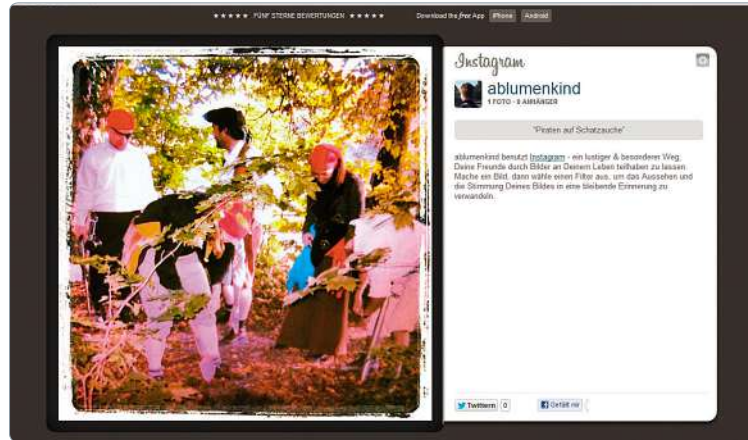 ★★★★★ FÜNF STERNE BEWERTUNGEN ★★★★★ Download the free App iPhone Android
Instagram
ablumenkind
1 FOTO - 0 ANHÄNGER
"Piraten auf Schatzauche"
ablumenkind benutzt Instagram - ein lustiger & besonderer Weg,
Deine Freunde durch Bilder an Deinem Leben teilhaben zu lassen.
Mache ein Bild, dann wähle einen Filter aus, um das Aussehen und
die Stimmung Deines Bildes in eine bleibende Erinnerung zu
verwandeln.
Twittern 0 Gefällt mir